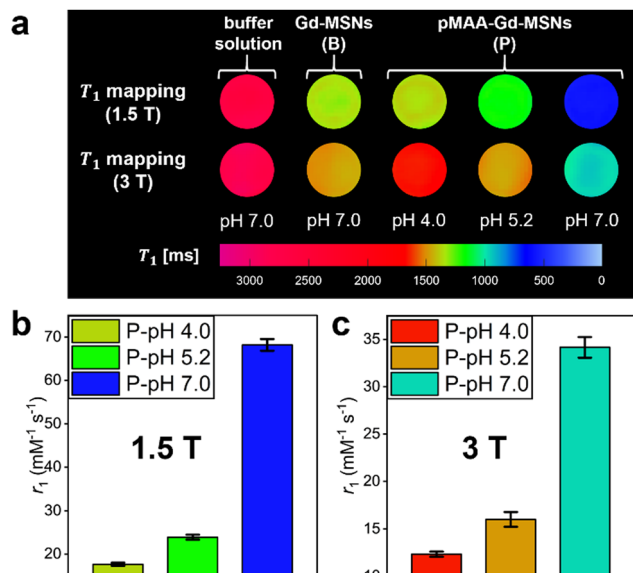 a
buffer solution
Gd-MSNs (B)
pMAA-Gd-MSNs (P)
T₁ mapping (1.5 T)
T₁ mapping (3 T)
pH 7.0 pH 7.0 pH 4.0 pH 5.2 pH 7.0
T₁ [ms]
3000 2500 2000 1500 1000 500 0
b
P-pH 4.0
P-pH 5.2
P-pH 7.0
1.5 T
r₁ (mM⁻¹ s⁻¹)
70
60
50
40
30
20
c
P-pH 4.0
P-pH 5.2
P-pH 7.0
3 T
r₁ (mM⁻¹ s⁻¹)
35
30
25
20
15
10